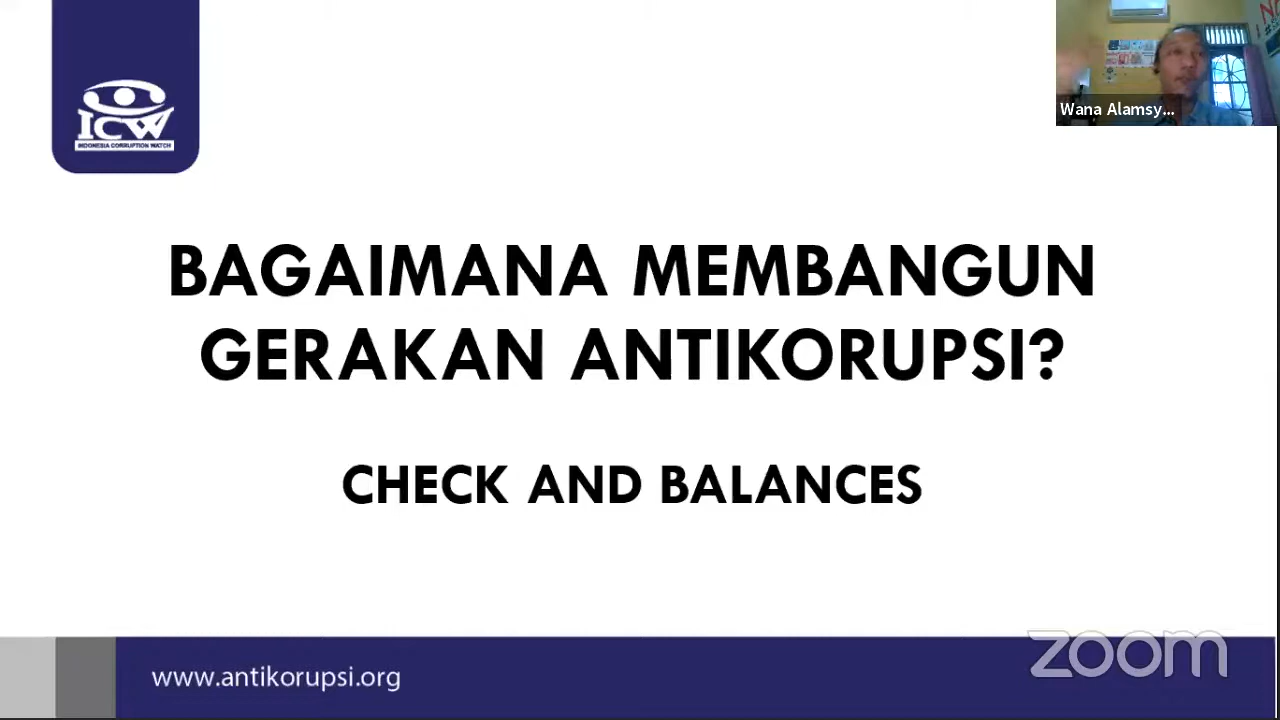 ICW
INDONESIA CORRUPTION WATCH
Wana Alamsy...
BAGAIMANA MEMBANGUN
GERAKAN ANTIKORUPSI?
CHECK AND BALANCES
www.antikorupsi.org
zoom